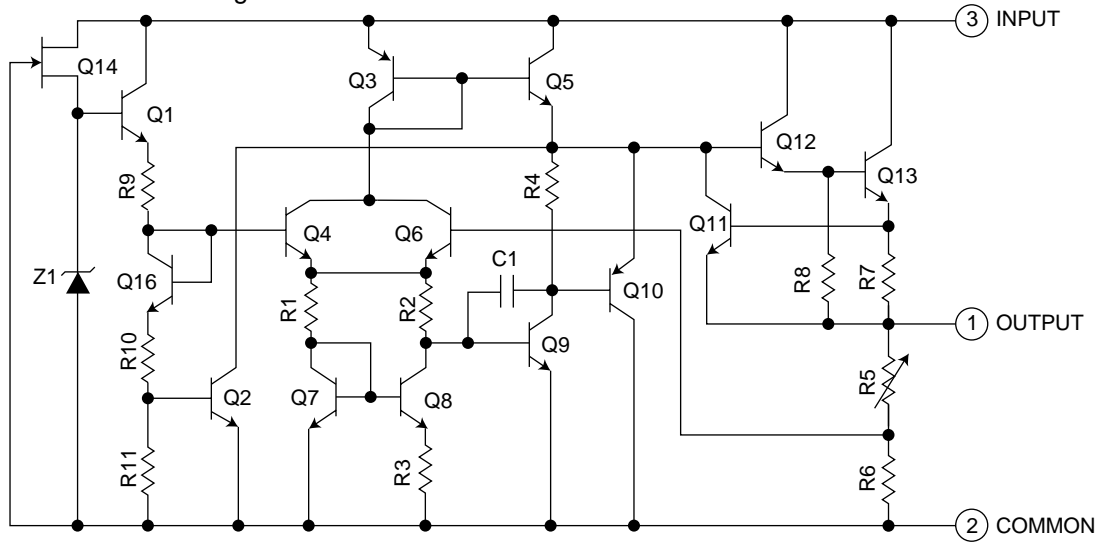 3 INPUT
Q14
Q3
Q5
Q1
Q12
R9
R4
Q13
Q4
Q6
Q11
C1
Z1
Q16
R8
R7
R1
R2
Q10
1 OUTPUT
R10
Q9
R5
Q2
Q7
Q8
R11
R3
R6
2 COMMON